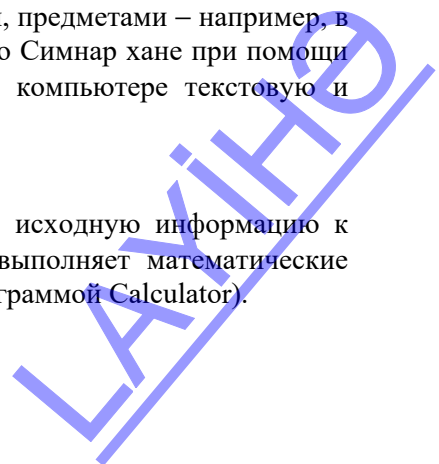 , предметами – например, в
о Симнар хане при помощи
компьютере текстовую и
исходную информацию к
выполняет математические
граммой Calculator).
LAYİHƏ